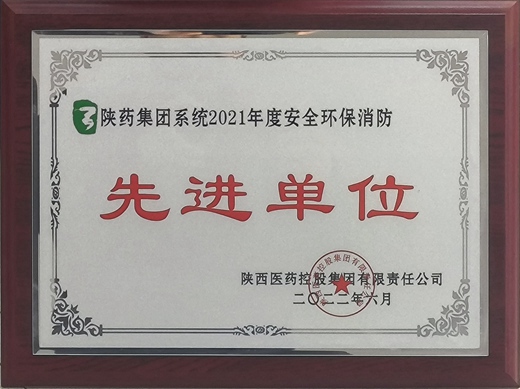 陕药集团系统2021年度安全环保消防
先进单位
陕西医药控股集团有限责任公司
二〇二二年六月